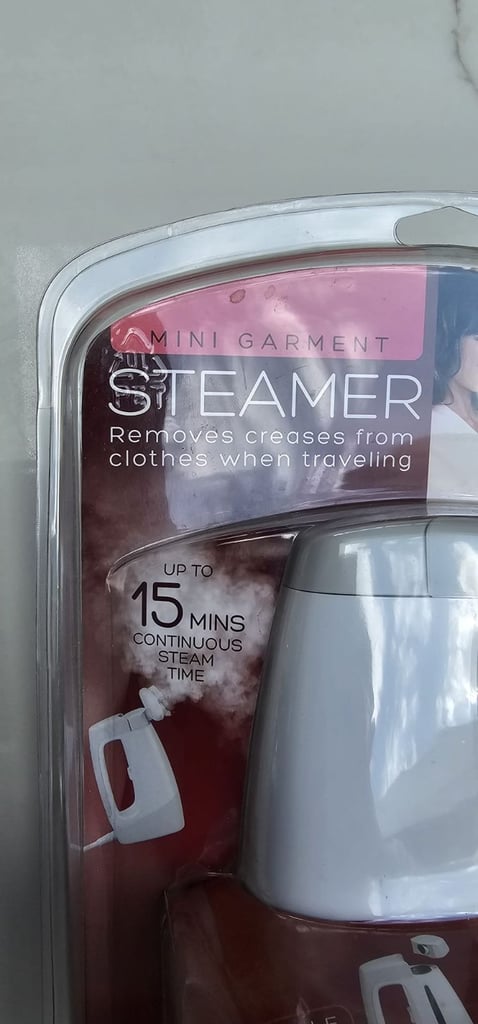 MINI GARMENT
STEAMER
Removes creases from
clothes when traveling
UP TO
15 MINS
CONTINUOUS
STEAM
TIME